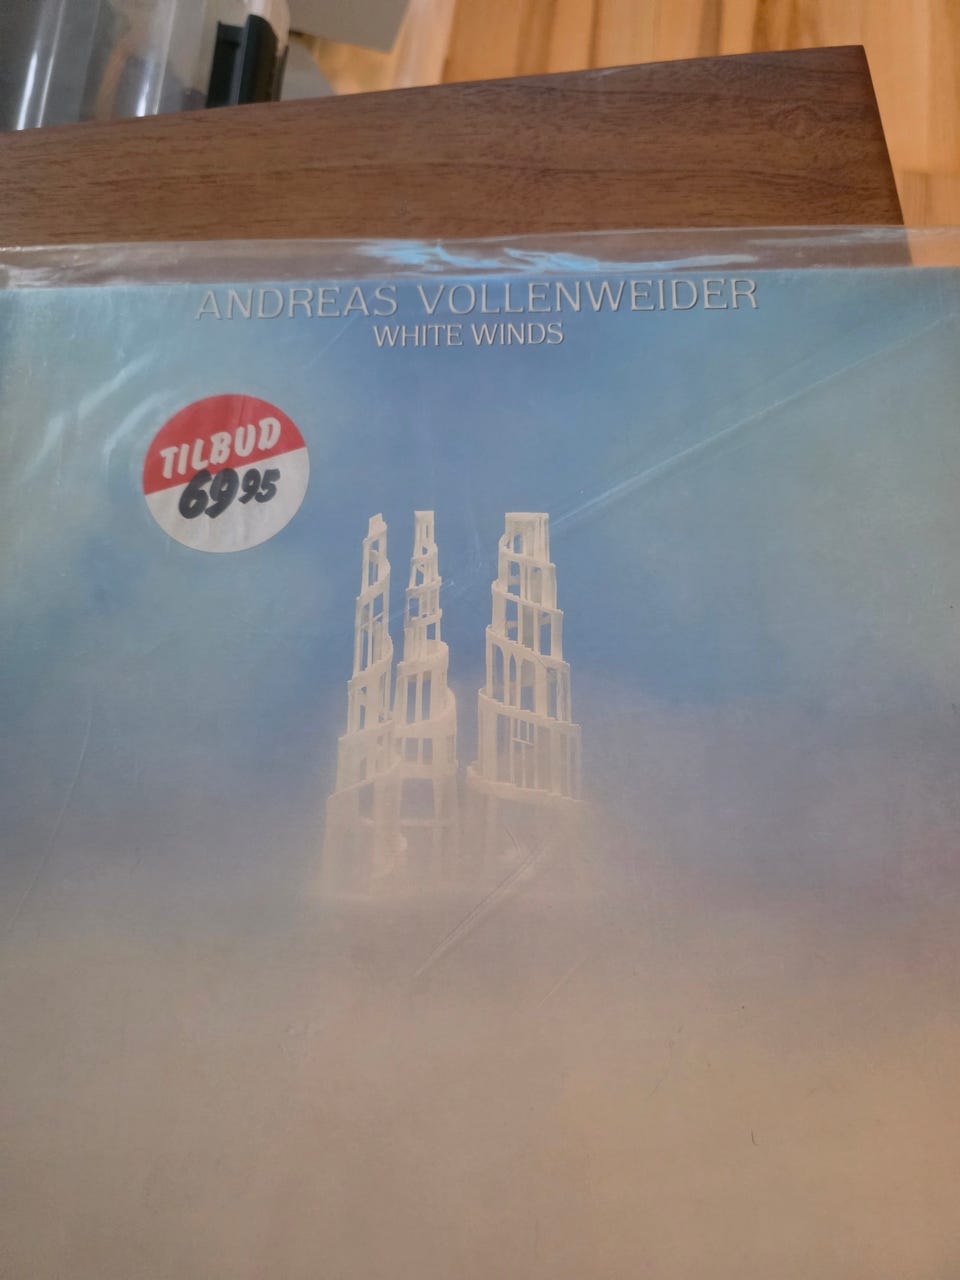 ANDREAS VOLLENWEIDER
WHITE WINDS
TILBUD
69 95